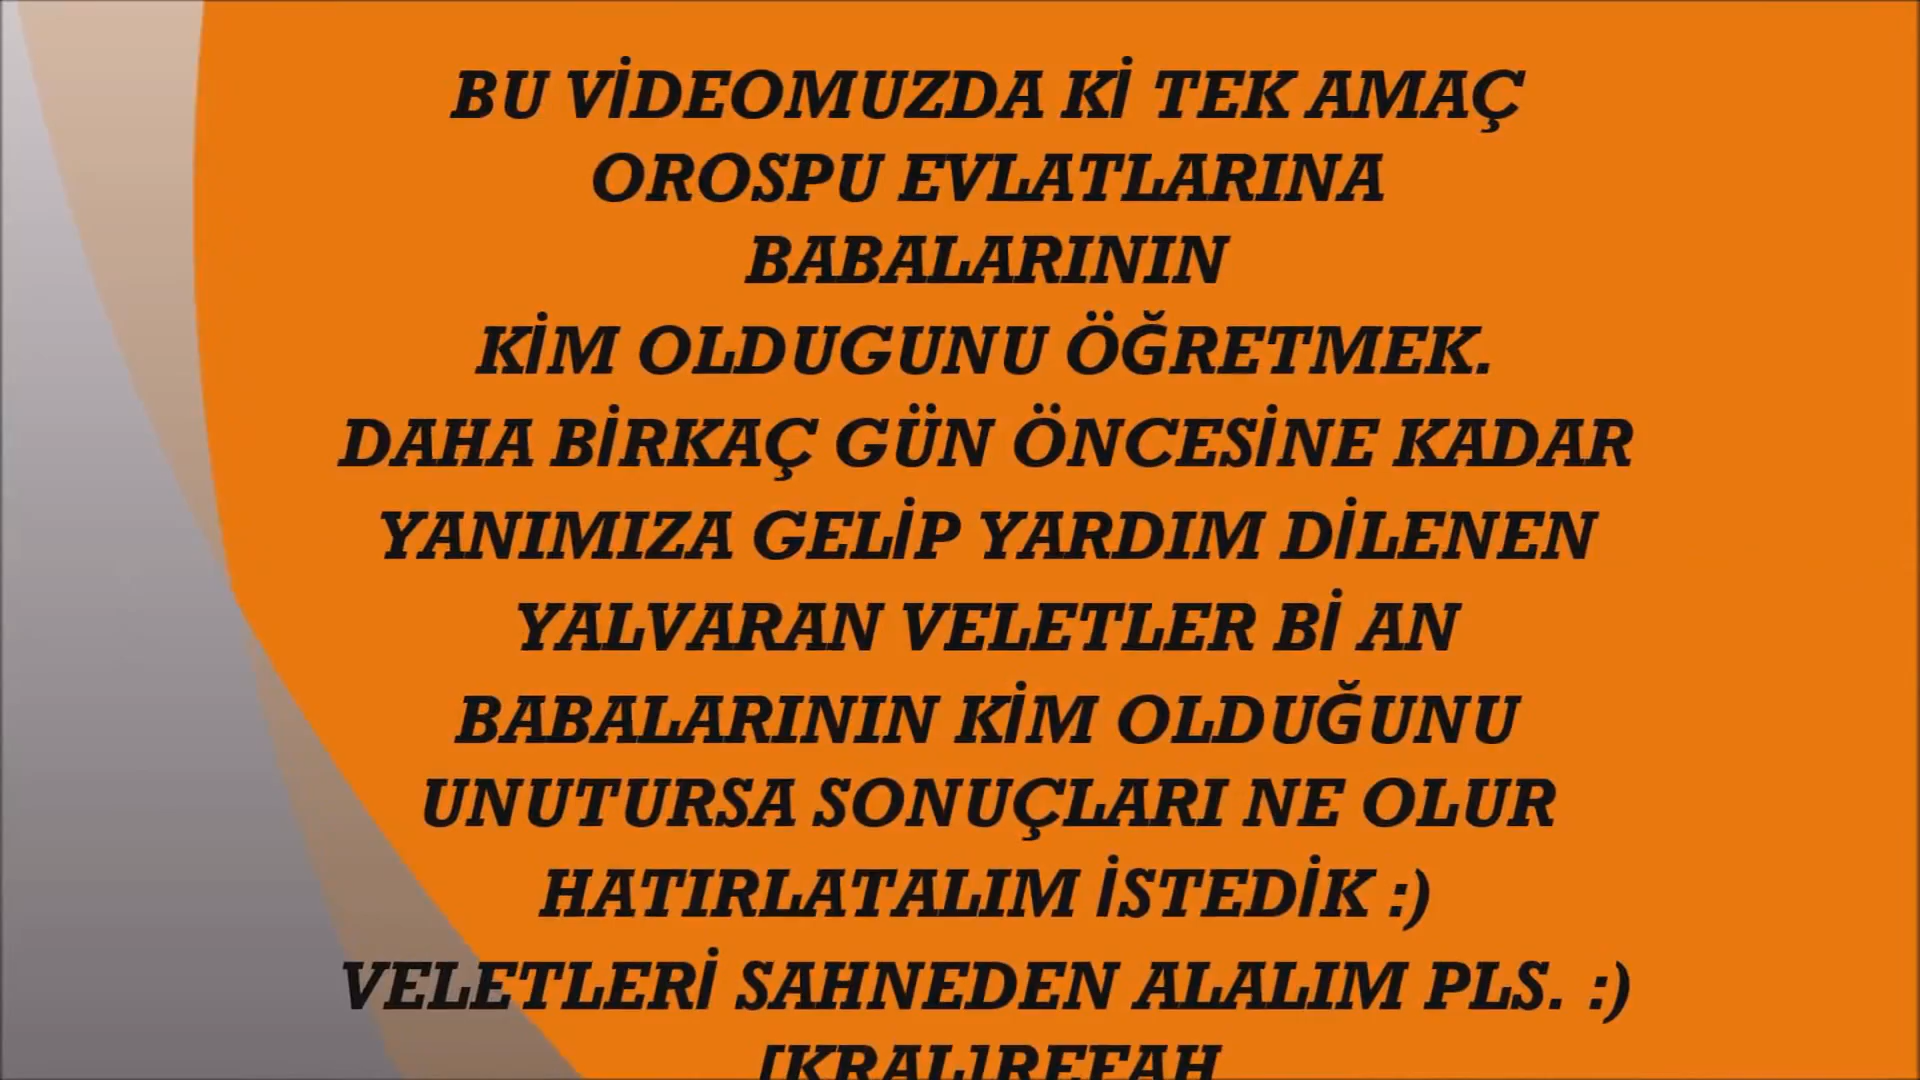 BU VİDEOMUZDA Kİ TEK AMAÇ
OROSPU EVLATLARINA
BABALARININ
KİM OLDUGUNU ÖĞRETMEK.
DAHA BİRKAÇ GÜN ÖNCESİNE KADAR
YANIMIZA GELİP YARDIM DİLENEN
YALVARAN VELETLER Bİ AN
BABALARININ KİM OLDUĞUNU
UNUTURSA SONUÇLARI NE OLUR
HATIRLATALIM İSTEDİK :)
VELETLERİ SAHNEDEN ALALIM PLS. :)
[KRAL]REFAH